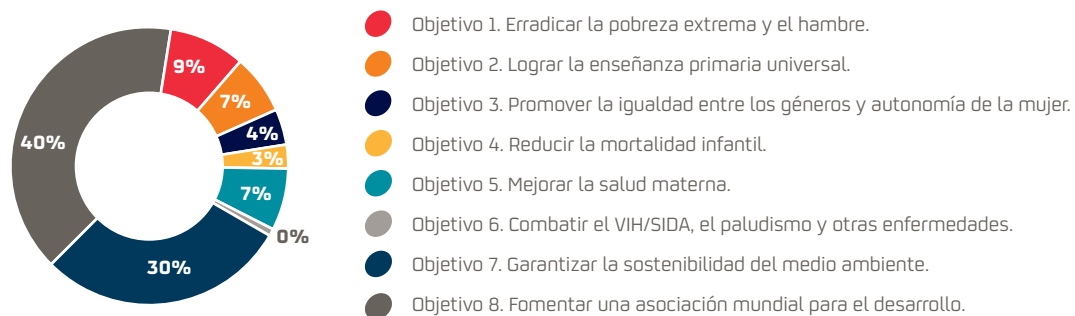 9%
7%
4%
3%
7%
0%
30%
40%
Objetivo 1. Erradicar la pobreza extrema y el hambre.
Objetivo 2. Lograr la enseñanza primaria universal.
Objetivo 3. Promover la igualdad entre los géneros y autonomía de la mujer.
Objetivo 4. Reducir la mortalidad infantil.
Objetivo 5. Mejorar la salud materna.
Objetivo 6. Combatir el VIH/SIDA, el paludismo y otras enfermedades.
Objetivo 7. Garantizar la sostenibilidad del medio ambiente.
Objetivo 8. Fomentar una asociación mundial para el desarrollo.